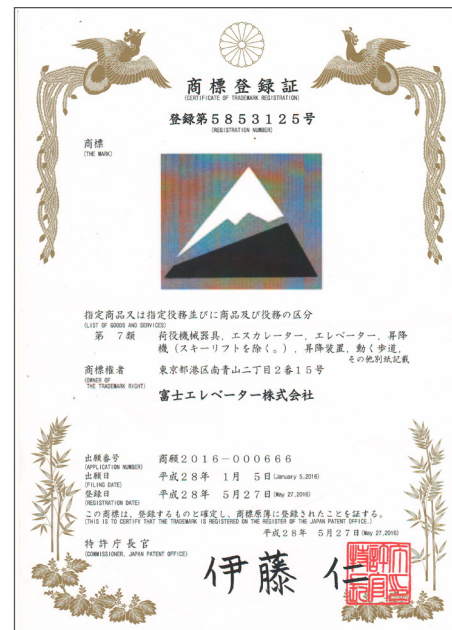 商標登録証
(CERTIFICATE OF TRADEMARK REGISTRATION)
登録第5853125号
(REGISTRATION NUMBER)
商標
(THE MARK)
指定商品又は指定役務並びに商品及び役務の区分
(LIST OF GOODS AND SERVICES)
第 7類 荷役機械器具，エスカレーター，エレベーター，昇降
機（スキーリフトを除く。），昇降装置，動く歩道，
その他別紙記載
商標権者 東京都港区南青山二丁目2番15号
(OWNER OF THE TRADEMARK RIGHT)
富士エレベーター株式会社
出願番号 商願2016-000666
(APPLICATION NUMBER)
出願日 平成28年 1月 5日(January 5,2016)
(FILING DATE)
登録日 平成28年 5月27日(May 27,2016)
(REGISTRATION DATE)
この商標は、登録するものと確定し、商標原簿に登録されたことを証する。
(THIS IS TO CERTIFY THAT THE TRADEMARK IS REGISTERED ON THE REGISTER OF THE JAPAN PATENT OFFICE.)
平成28年 5月27日(May 27,2016)
特許庁長官
(COMMISSIONER, JAPAN PATENT OFFICE)
伊藤 仁